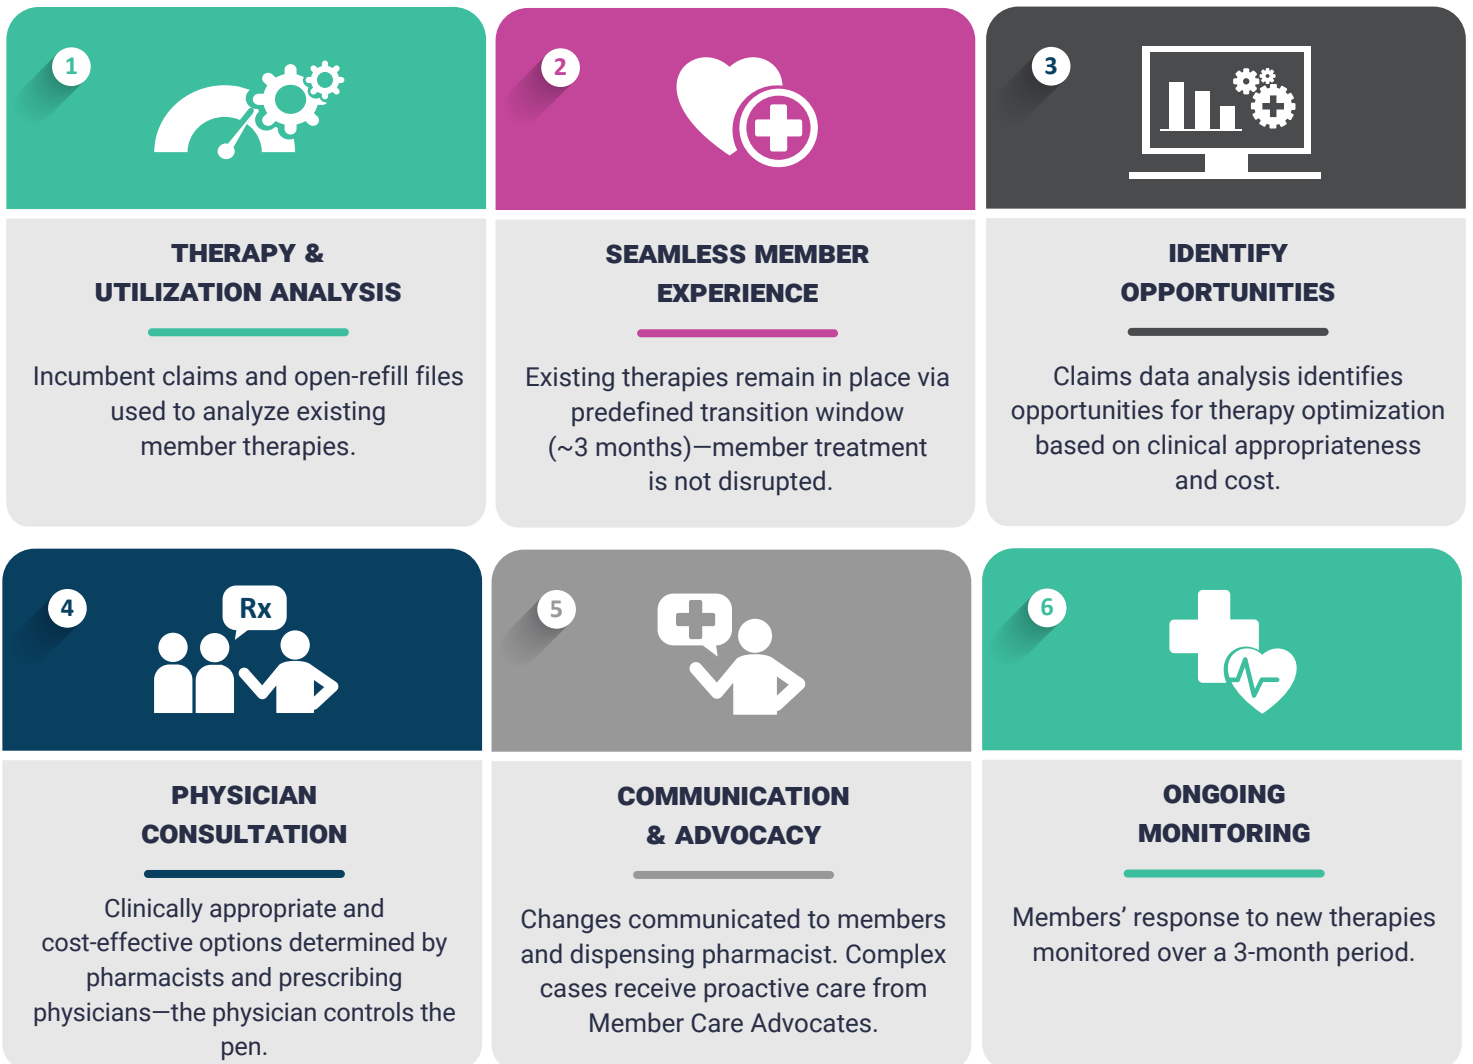 1
THERAPY &
UTILIZATION ANALYSIS
Incumbent claims and open-refill files
used to analyze existing
member therapies.
2
SEAMLESS MEMBER
EXPERIENCE
Existing therapies remain in place via
predefined transition window
(~3 months)—member treatment
is not disrupted.
3
IDENTIFY
OPPORTUNITIES
Claims data analysis identifies
opportunities for therapy optimization
based on clinical appropriateness
and cost.
4
Rx
PHYSICIAN
CONSULTATION
Clinically appropriate and
cost-effective options determined by
pharmacists and prescribing
physicians—the physician controls the
pen.
5
COMMUNICATION
& ADVOCACY
Changes communicated to members
and dispensing pharmacist. Complex
cases receive proactive care from
Member Care Advocates.
6
ONGOING
MONITORING
Members’ response to new therapies
monitored over a 3-month period.